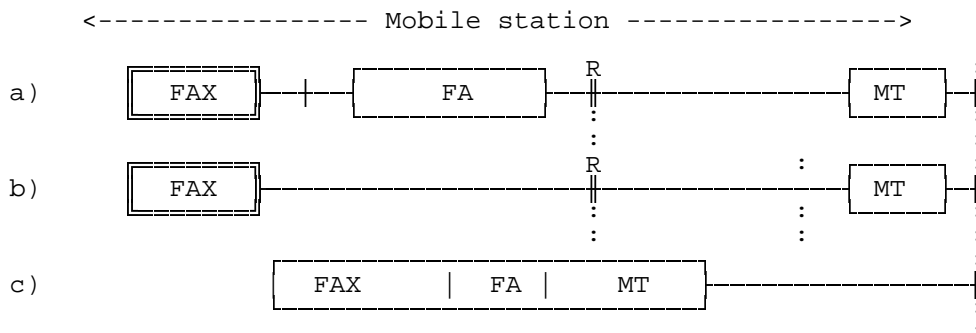 <----------------- Mobile station ----------------->
R
a) FAX FA MT
R
b) FAX MT
c) FAX | FA | MT